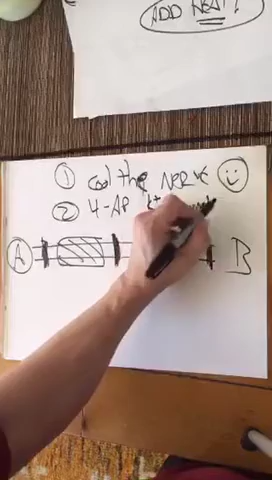 ADD HEAT!
① cool the NERVE
② 4-AP
A
B